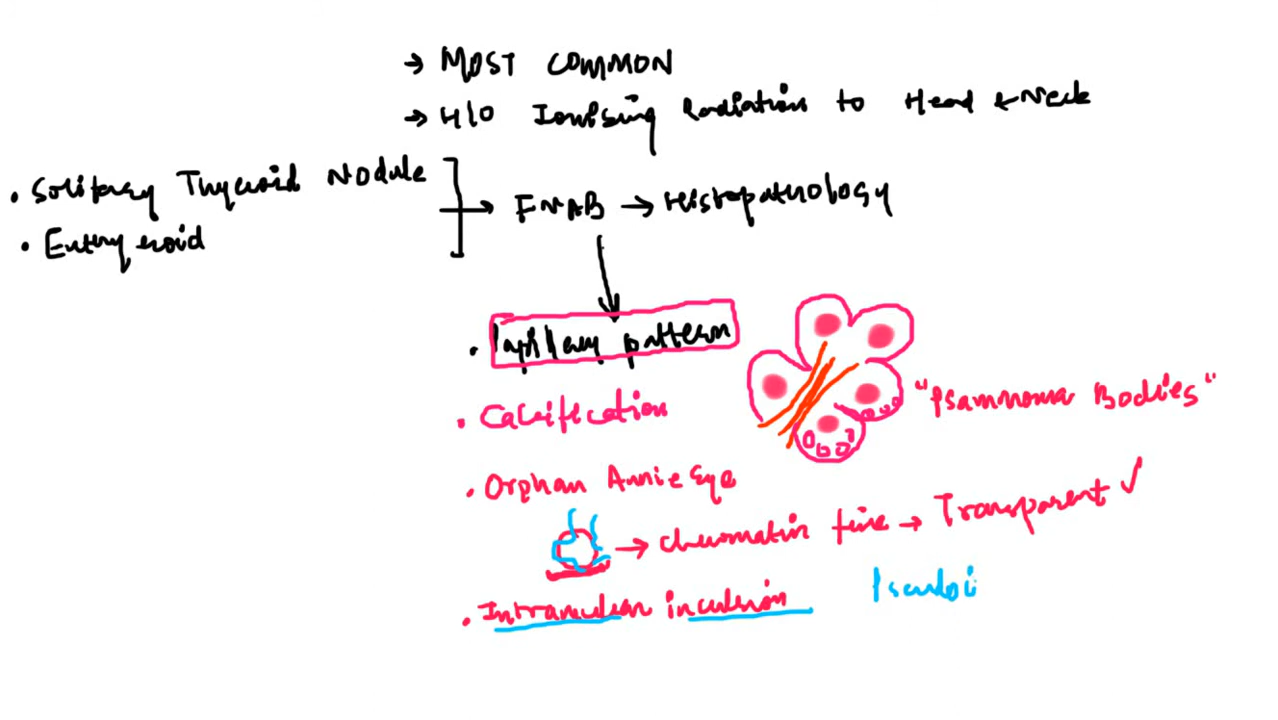 → MOST COMMON
→ H/O Ionising Radiation to Head & Neck
• Solitary Thyroid Nodule
• Euthyroid
→ FNAB → Histopathology
• Papillary pattern
• Calcification
"Psammoma Bodies"
• Orphan Annie Eye
→ chromatin fine → Transparent ✓
• Intranuclear inclusion
Pseudoi